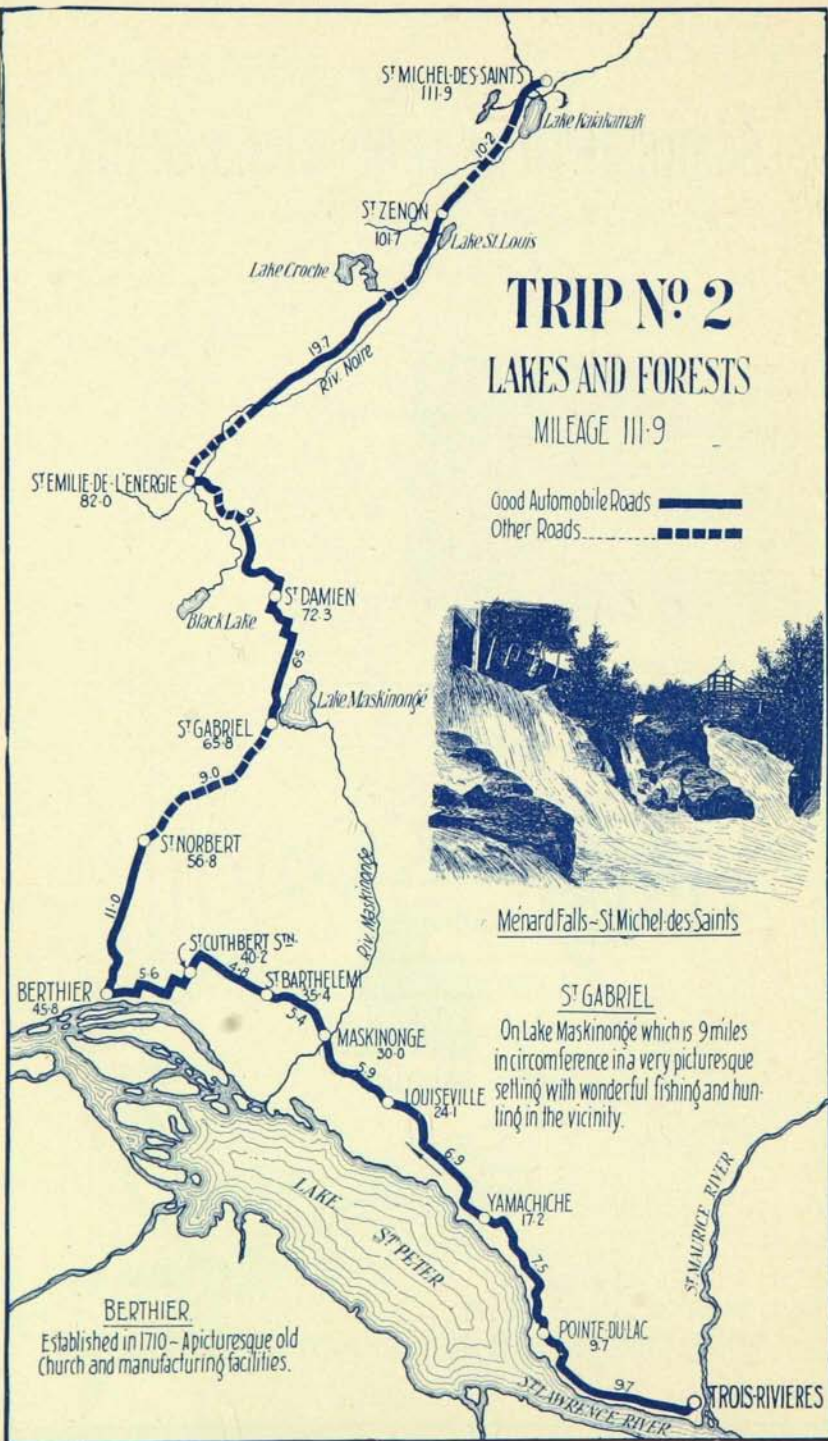 ST MICHEL-DES-SAINTS
111.9
Lake Kaiakamak
10.2
ST ZENON
101.7
Lake St. Louis
Lake Croche
TRIP No. 2
LAKES AND FORESTS
MILEAGE 111.9
19.7
Riv. Noire
ST EMILIE-DE-L'ENERGIE
82.0
Good Automobile Roads
Other Roads
9.7
ST DAMIEN
72.3
Black Lake
6.5
Lake Maskinongé
ST GABRIEL
65.8
9.0
ST NORBERT
56.8
Riv. Maskinonge
Ménard Falls ~ St. Michel-des-Saints
11.0
ST CUTHBERT STN.
40.2
5.6
4.8
ST BARTHELEMI
35.4
BERTHIER
45.8
5.4
MASKINONGE
30.0
ST GABRIEL
On Lake Maskinongé which is 9 miles
in circomference in a very picturesque
setting with wonderful fishing and hun-
ting in the vicinity.
5.9
LOUISEVILLE
24.1
6.9
LAKE ST PETER
YAMACHICHE
17.2
ST MAURICE RIVER
7.5
BERTHIER.
Established in 1710 ~ A picturesque old
Church and manufacturing facilities.
POINTE-DU-LAC
9.7
9.7
TROIS-RIVIERES
ST LAWRENCE RIVER